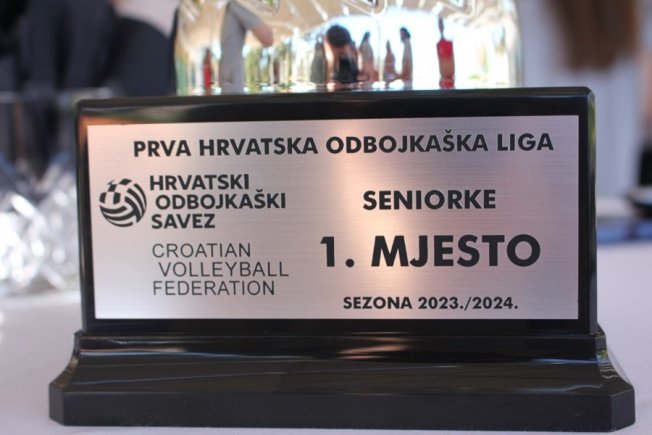 PRVA HRVATSKA ODBOJKAŠKA LIGA
HRVATSKI
ODBOJKAŠKI
SAVEZ
CROATIAN
VOLLEYBALL
FEDERATION
SENIORKE
1. MJESTO
SEZONA 2023./2024.